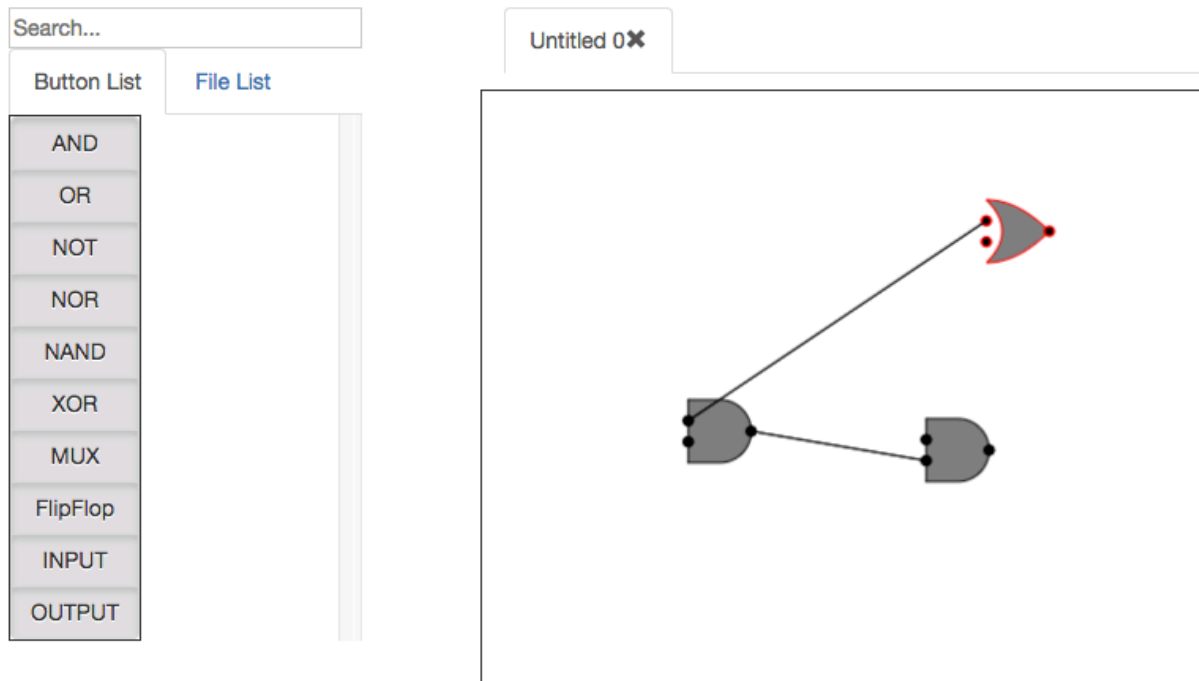 Search...
Untitled 0✖
Button List
File List
AND
OR
NOT
NOR
NAND
XOR
MUX
FlipFlop
INPUT
OUTPUT